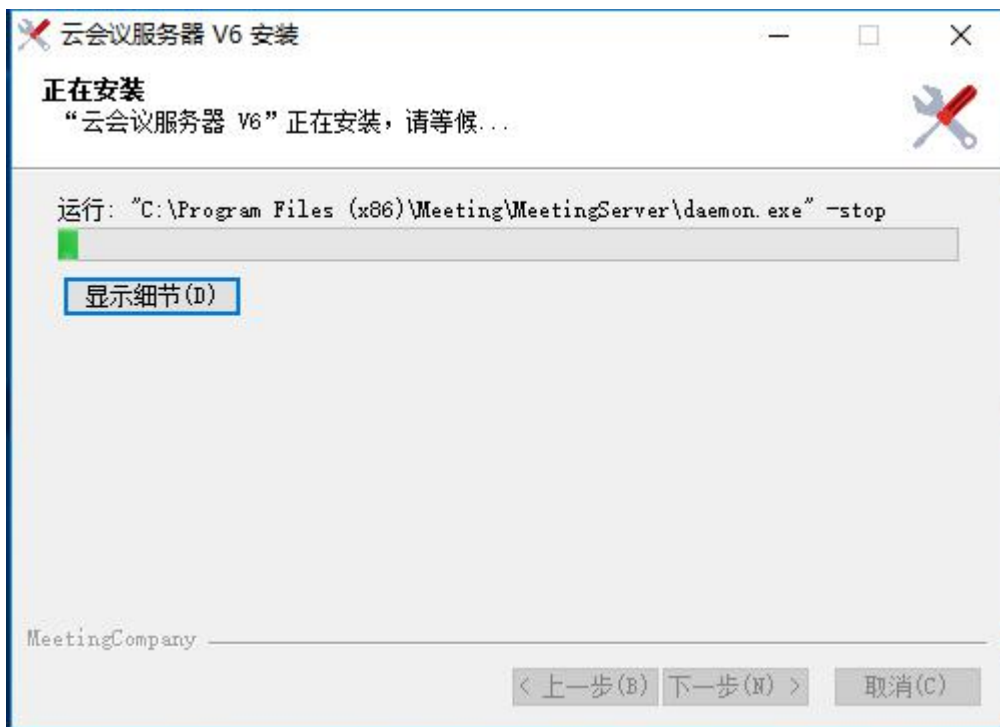 云会议服务器 V6 安装
正在安装
“云会议服务器 V6”正在安装，请等候...
运行: "C:\Program Files (x86)\Meeting\MeetingServer\daemon.exe" -stop
显示细节(D)
MeetingCompany
< 上一步(B) 下一步(N) > 取消(C)